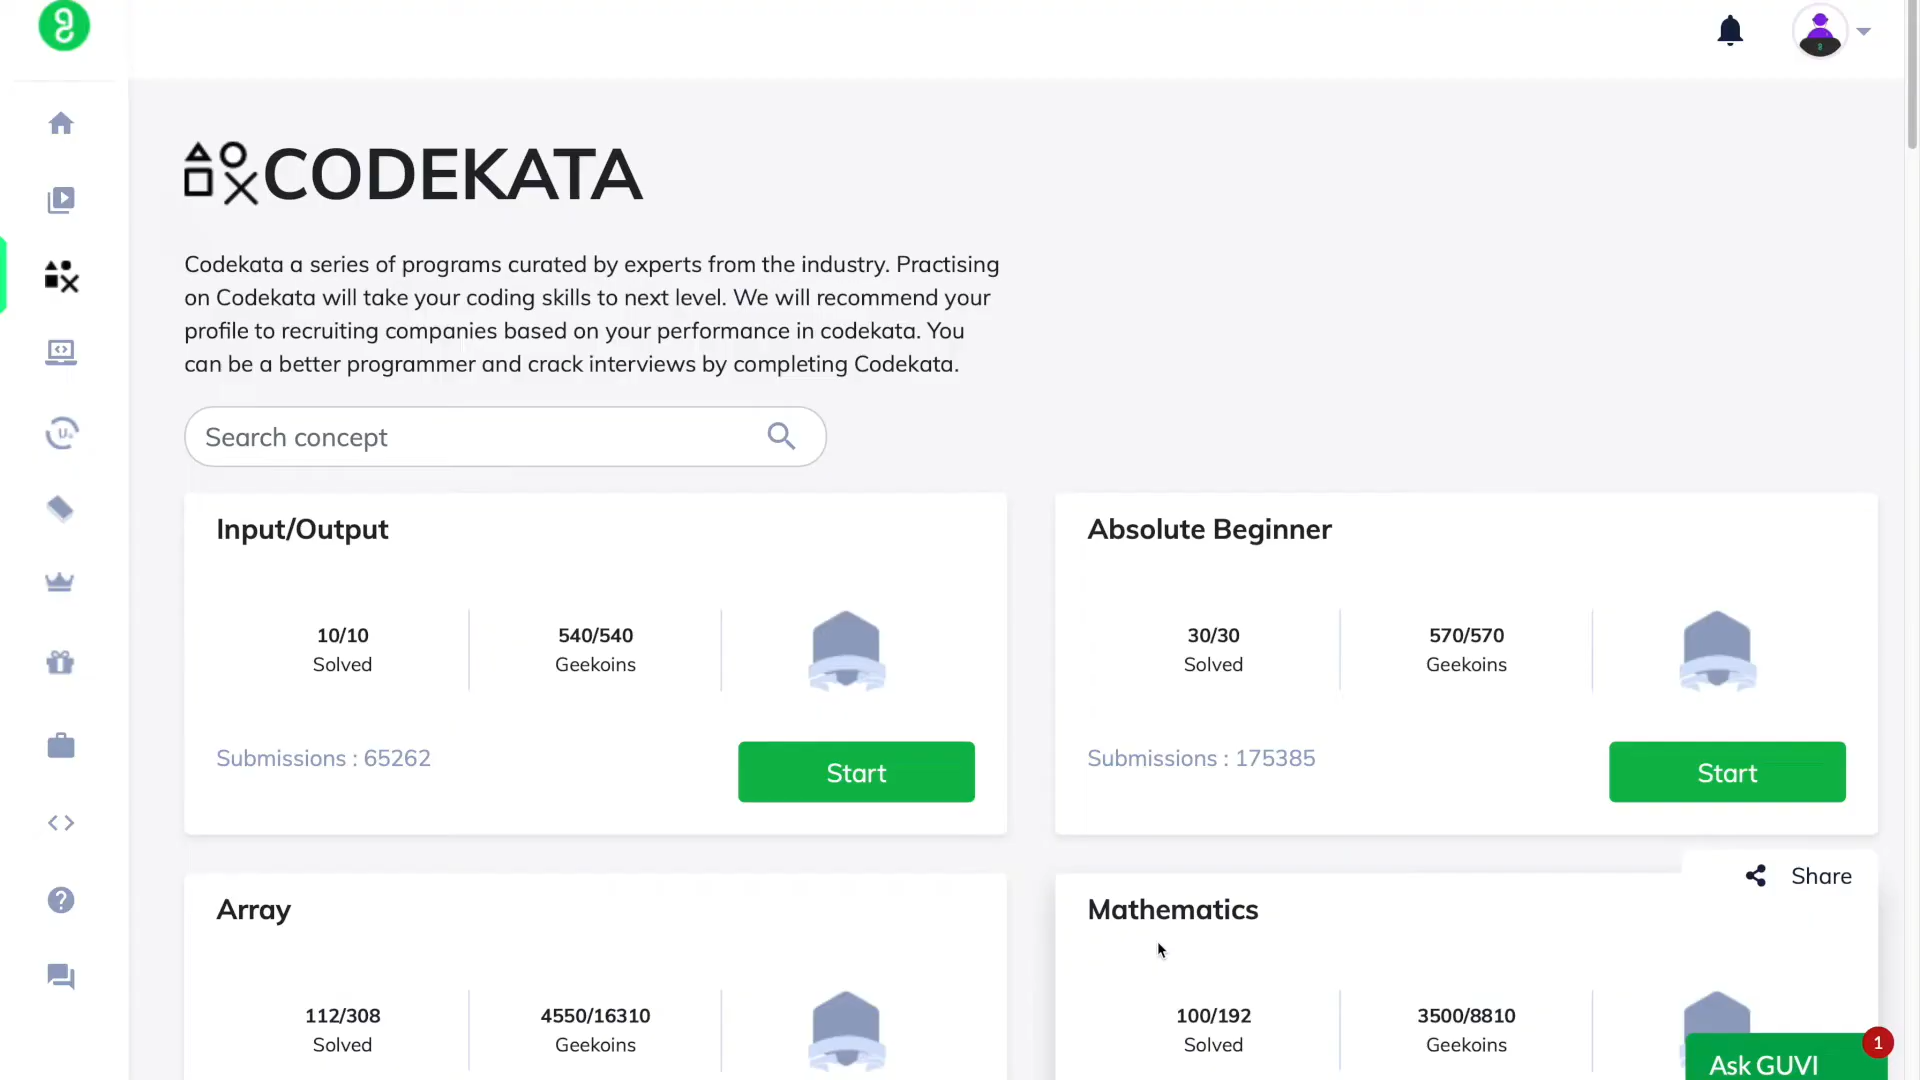 CODEKATA
Codekata a series of programs curated by experts from the industry. Practising
on Codekata will take your coding skills to next level. We will recommend your
profile to recruiting companies based on your performance in codekata. You
can be a better programmer and crack interviews by completing Codekata.
Search concept
Input/Output
10/10
Solved
540/540
Geekoins
Submissions : 65262
Start
Absolute Beginner
30/30
Solved
570/570
Geekoins
Submissions : 175385
Start
Array
112/308
Solved
4550/16310
Geekoins
Share
Mathematics
100/192
Solved
3500/8810
Geekoins
1
Ask GUVI